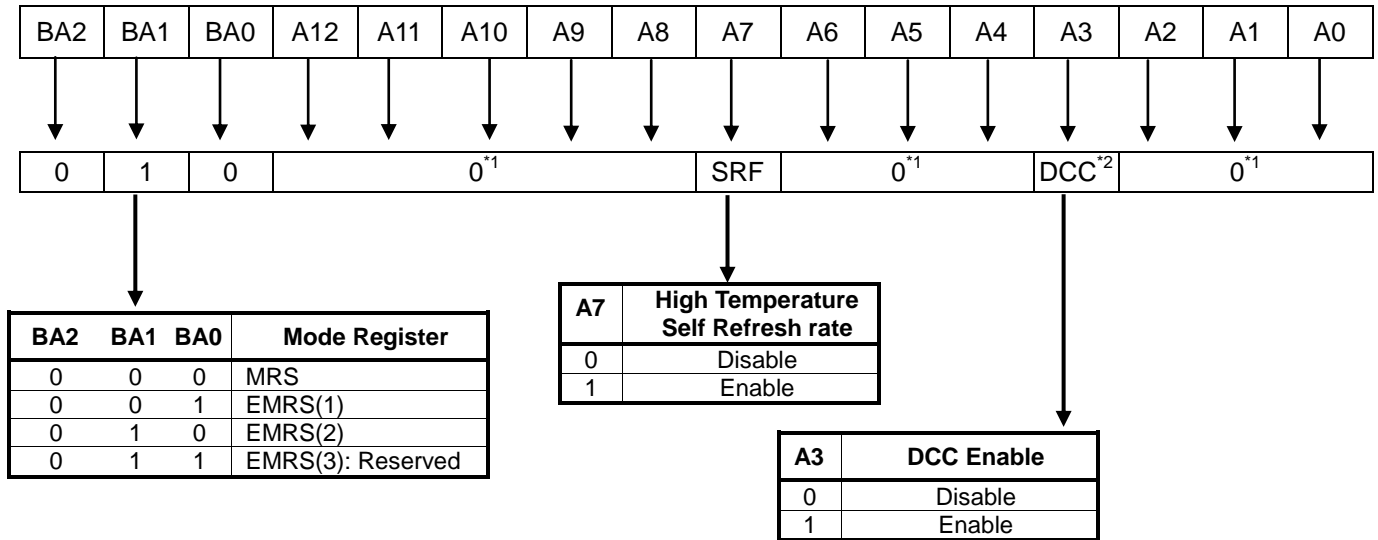 BA2 BA1 BA0 A12 A11 A10 A9 A8 A7 A6 A5 A4 A3 A2 A1 A0
0 1 0 0*1 SRF 0*1 DCC*2 0*1
BA2 BA1 BA0 Mode Register
0 0 0 MRS
0 0 1 EMRS(1)
0 1 0 EMRS(2)
0 1 1 EMRS(3): Reserved
A7 High Temperature
Self Refresh rate
0 Disable
1 Enable
A3 DCC Enable
0 Disable
1 Enable